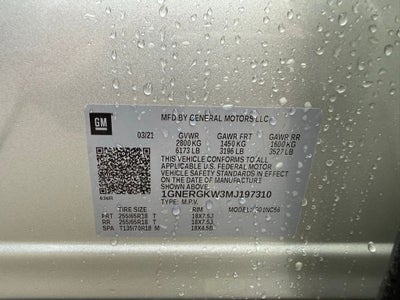 GM
MFD BY GENERAL MOTORS LLC
03/21 GVWR GAWR FRT GAWR RR
2800 KG 1450 KG 1600 KG
6173 LB 3196 LB 3527 LB
THIS VEHICLE CONFORMS TO ALL
APPLICABLE U.S. FEDERAL MOTOR
VEHICLE SAFETY STANDARDS IN EFFECT
ON THE DATE OF MANUFACTURE SHOWN ABOVE.
1GNERGKW3MJ197310
TYPE: M.P.V.
TIRE SIZE RIM
FRT 255/65R18 T 18X7.5J
RR 255/65R18 T 18X7.5J
SPA T135/70R18 M 18X4.5B